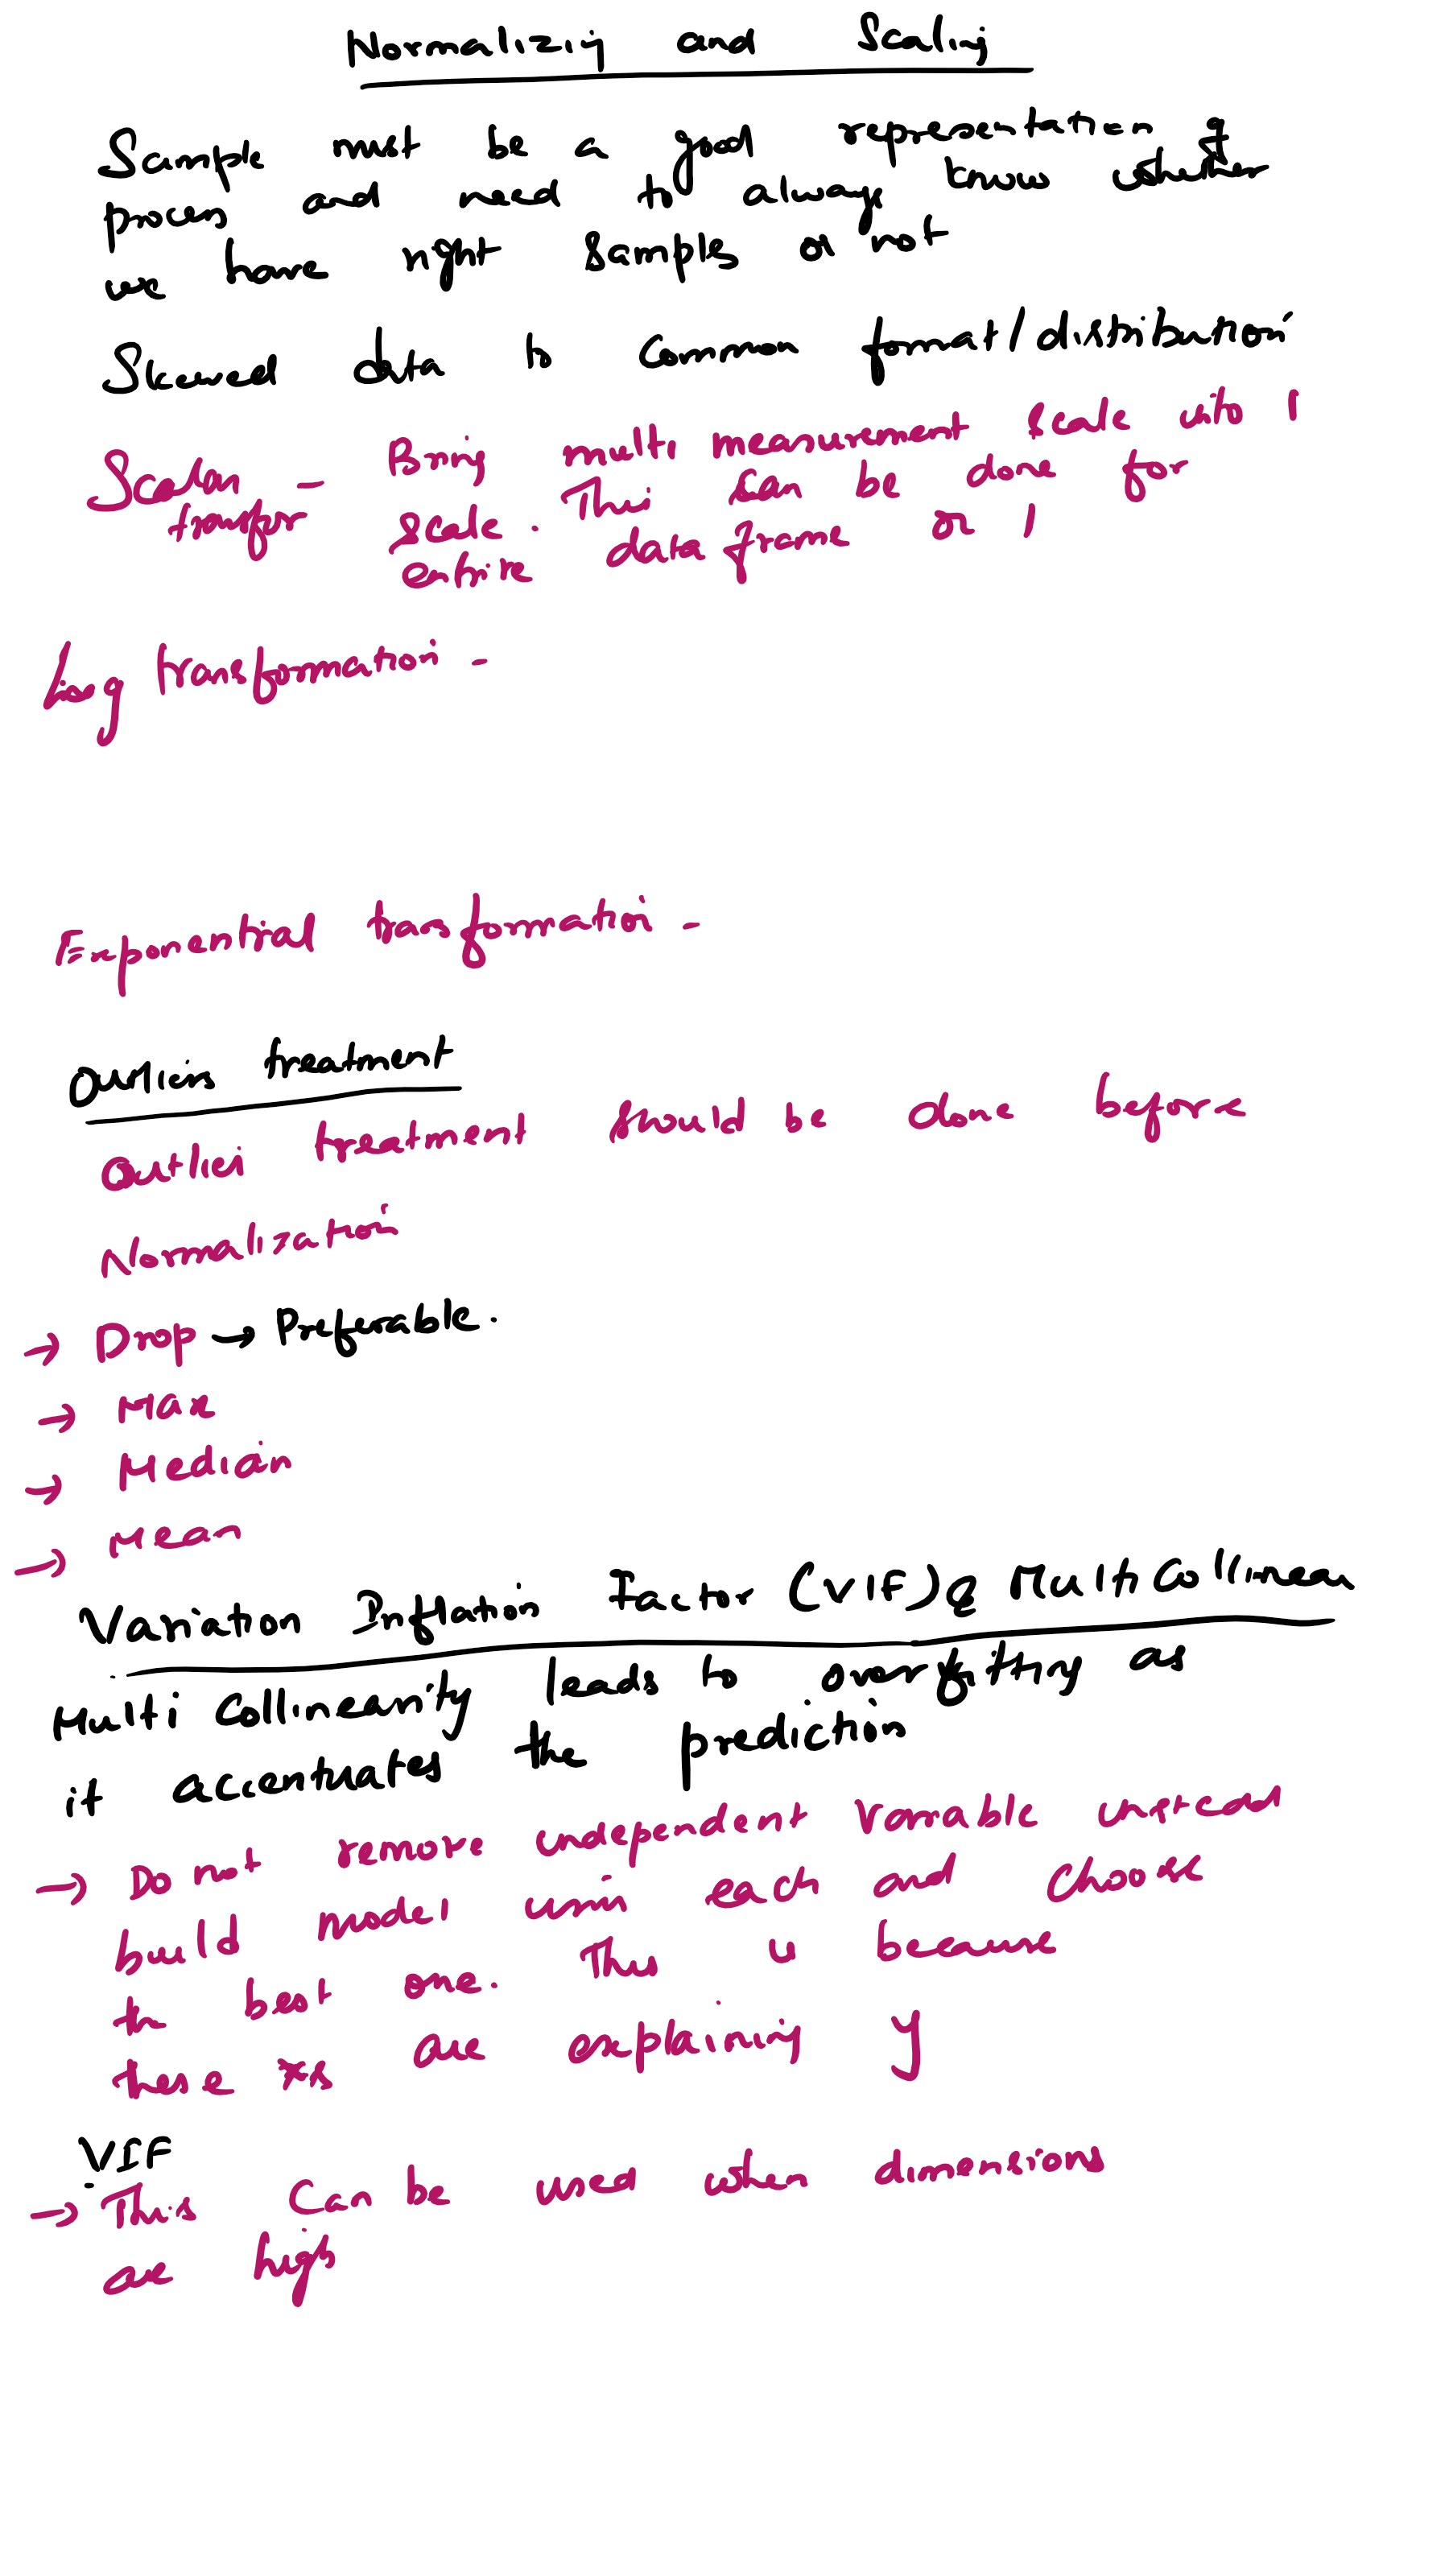 Normalizing and Scaling
Sample must be a good representation of
process and need to always know whether
we have right samples or not
Skewed data to common format/distribution
Scalar - Bring multi measurement scale into 1
transfor scale. This can be done for
entire data frame or 1
Log transformation -
Exponential transformation -
Outliers treatment
Outlier treatment should be done before
Normalization
→ Drop → Preferable.
→ Max
→ Median
→ Mean
Variation Inflation Factor (VIF) & Multi Collinear
Multi Collinearity leads to overfitting as
it accentuates the prediction
→ Do not remove independent variable instead
build model usin each and choose
the best one. This is because
these xs are explaining y
VIF
→ This can be used when dimensions
are high